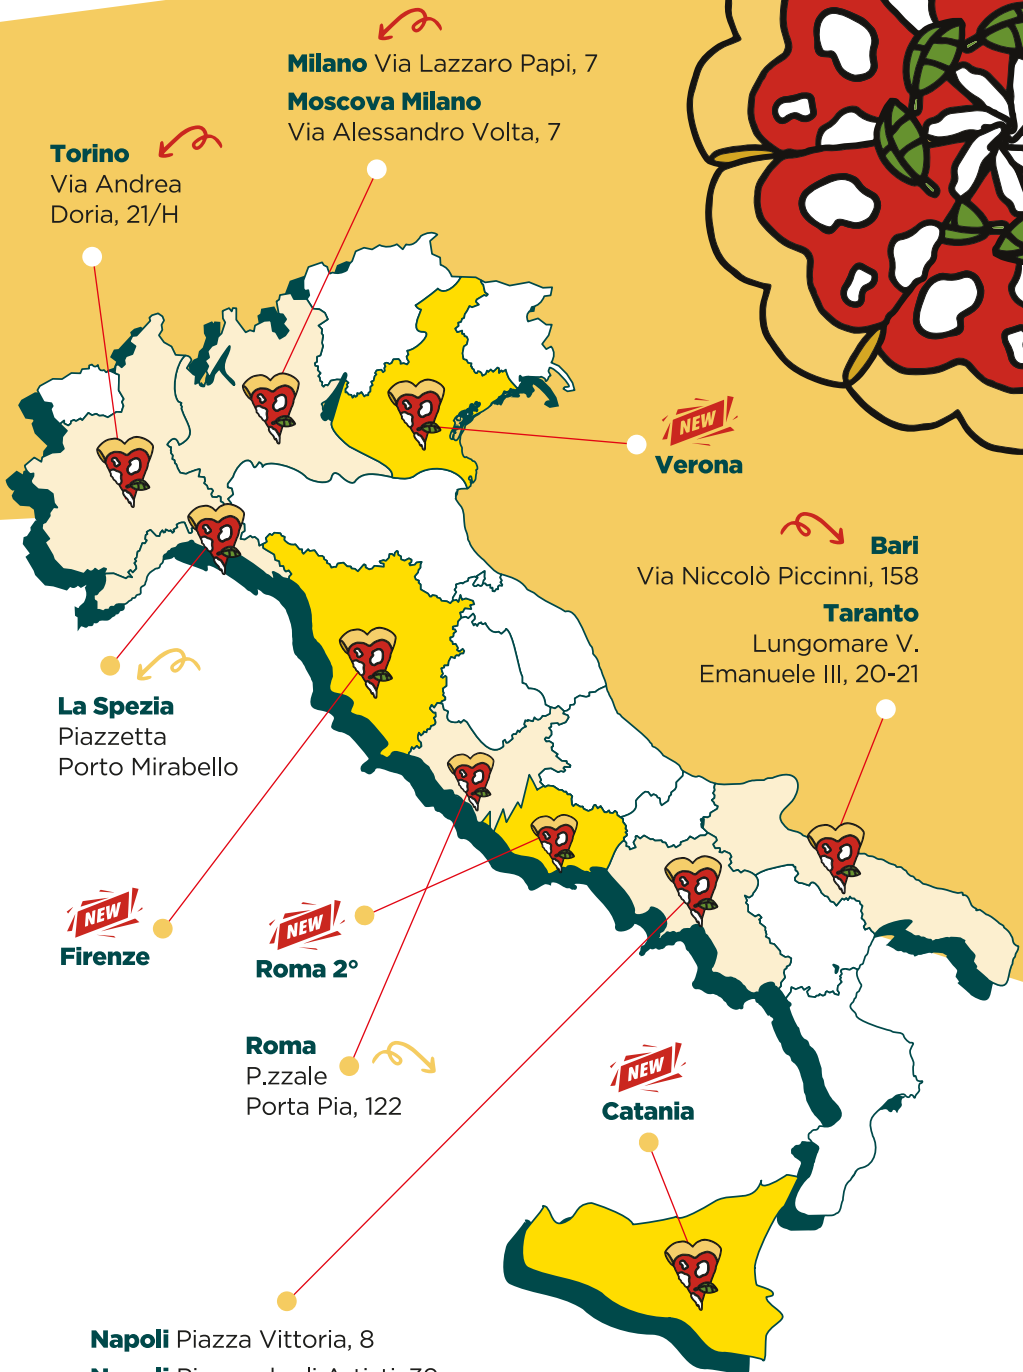 Milano Via Lazzaro Papi, 7
Moscova Milano
Via Alessandro Volta, 7
Torino
Via Andrea
Doria, 21/H
NEW
Verona
Bari
Via Niccolò Piccinni, 158
Taranto
Lungomare V.
Emanuele III, 20-21
La Spezia
Piazzetta
Porto Mirabello
NEW
Firenze
NEW
Roma 2°
Roma
P.zzale
Porta Pia, 122
NEW
Catania
Napoli Piazza Vittoria, 8
Napoli